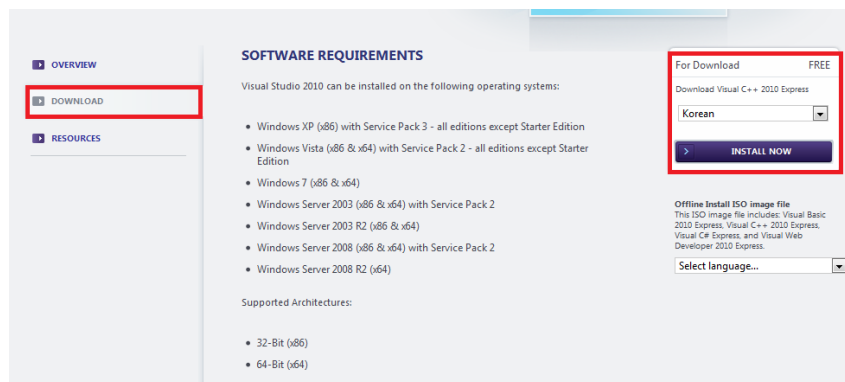 OVERVIEW
DOWNLOAD
RESOURCES
SOFTWARE REQUIREMENTS
Visual Studio 2010 can be installed on the following operating systems:
• Windows XP (x86) with Service Pack 3 - all editions except Starter Edition
• Windows Vista (x86 & x64) with Service Pack 2 - all editions except Starter
Edition
• Windows 7 (x86 & x64)
• Windows Server 2003 (x86 & x64) with Service Pack 2
• Windows Server 2003 R2 (x86 & x64)
• Windows Server 2008 (x86 & x64) with Service Pack 2
• Windows Server 2008 R2 (x64)
Supported Architectures:
• 32-Bit (x86)
• 64-Bit (x64)
For Download FREE
Download Visual C++ 2010 Express
Korean
INSTALL NOW
Offline Install ISO image file
This ISO image file includes: Visual Basic
2010 Express, Visual C++ 2010 Express,
Visual C# Express, and Visual Web
Developer 2010 Express.
Select language...